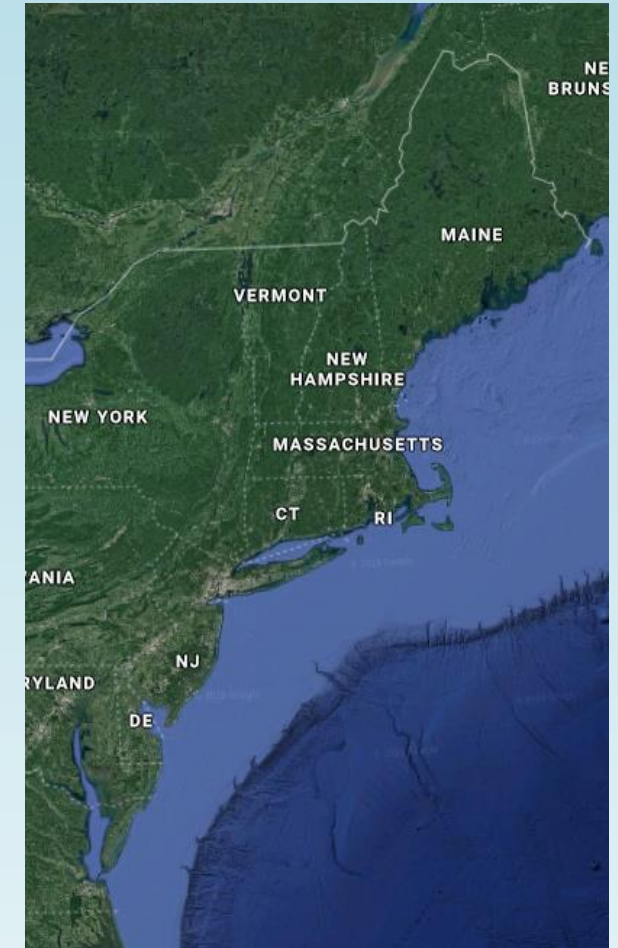 NE
BRUNS
MAINE
VERMONT
NEW
HAMPSHIRE
NEW YORK
MASSACHUSETTS
CT
RI
ANIA
NJ
RYLAND
DE